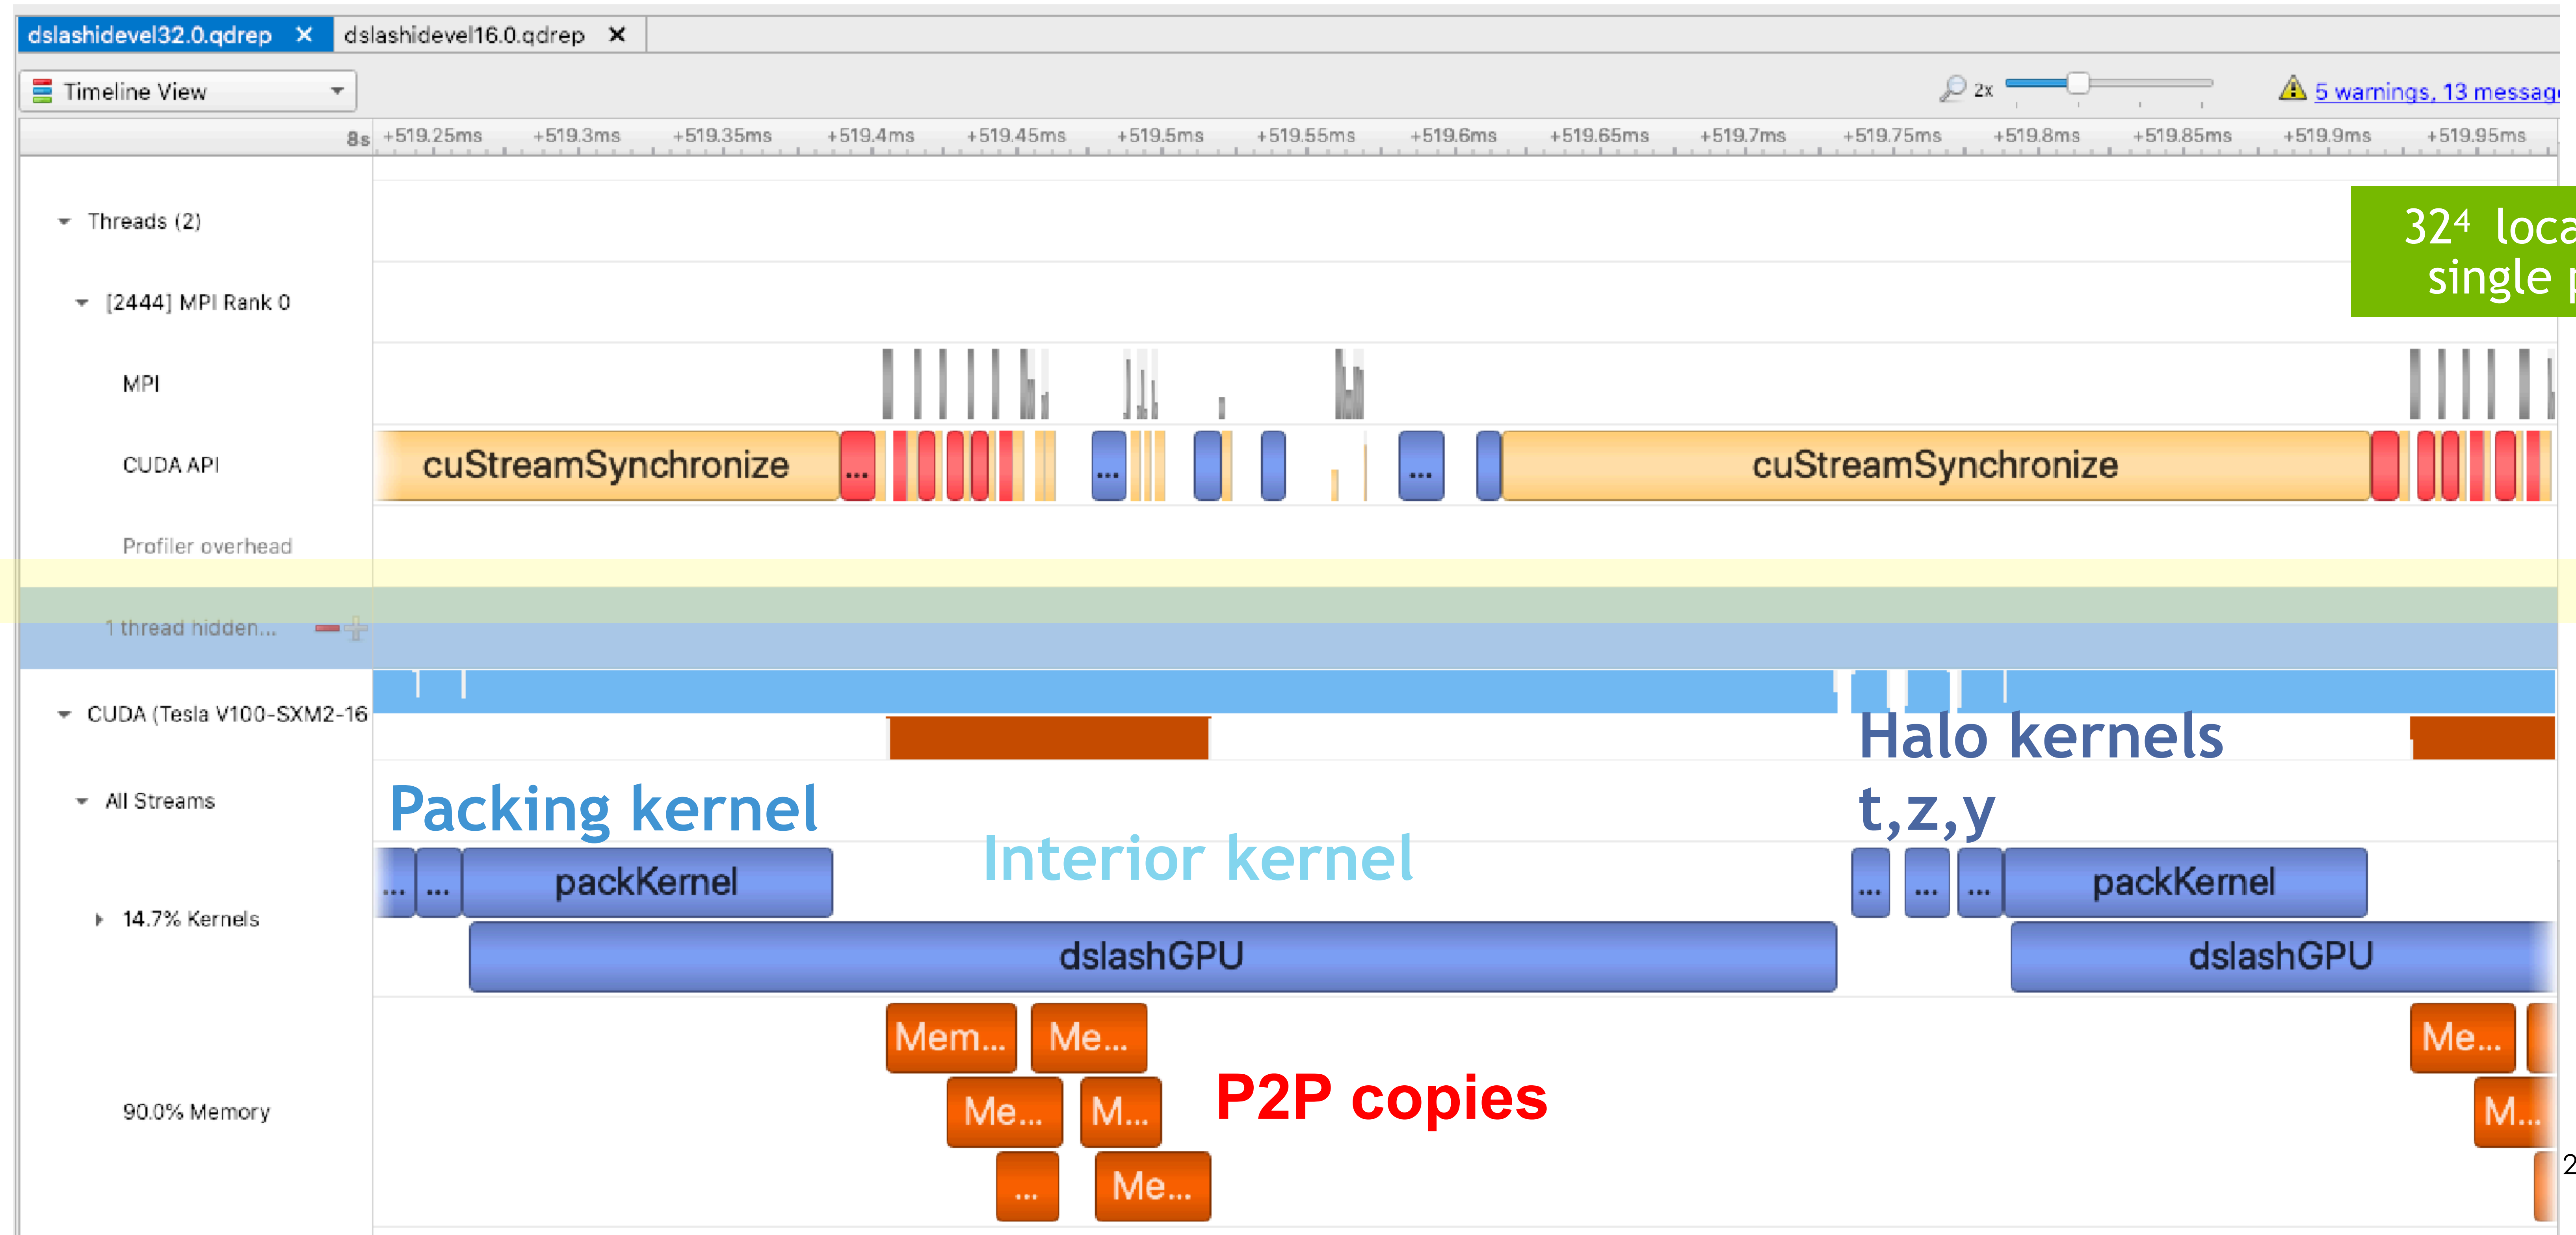 dslashidevel32.0.qdrep × dslashidevel16.0.qdrep ×
Timeline View 2x 5 warnings, 13 messag
8s +519.25ms +519.3ms +519.35ms +519.4ms +519.45ms +519.5ms +519.55ms +519.6ms +519.65ms +519.7ms +519.75ms +519.8ms +519.85ms +519.9ms +519.95ms
Threads (2)
32⁴ loca
single p
[2444] MPI Rank 0
MPI
CUDA API cuStreamSynchronize ... ... ... cuStreamSynchronize
Profiler overhead
1 thread hidden...
CUDA (Tesla V100-SXM2-16
Halo kernels
t,z,y
All Streams
Packing kernel
Interior kernel
... ... packKernel ... ... ... packKernel
14.7% Kernels
dslashGPU dslashGPU
Mem... Me... Me...
90.0% Memory
Me... M... M...
P2P copies
... Me...
2